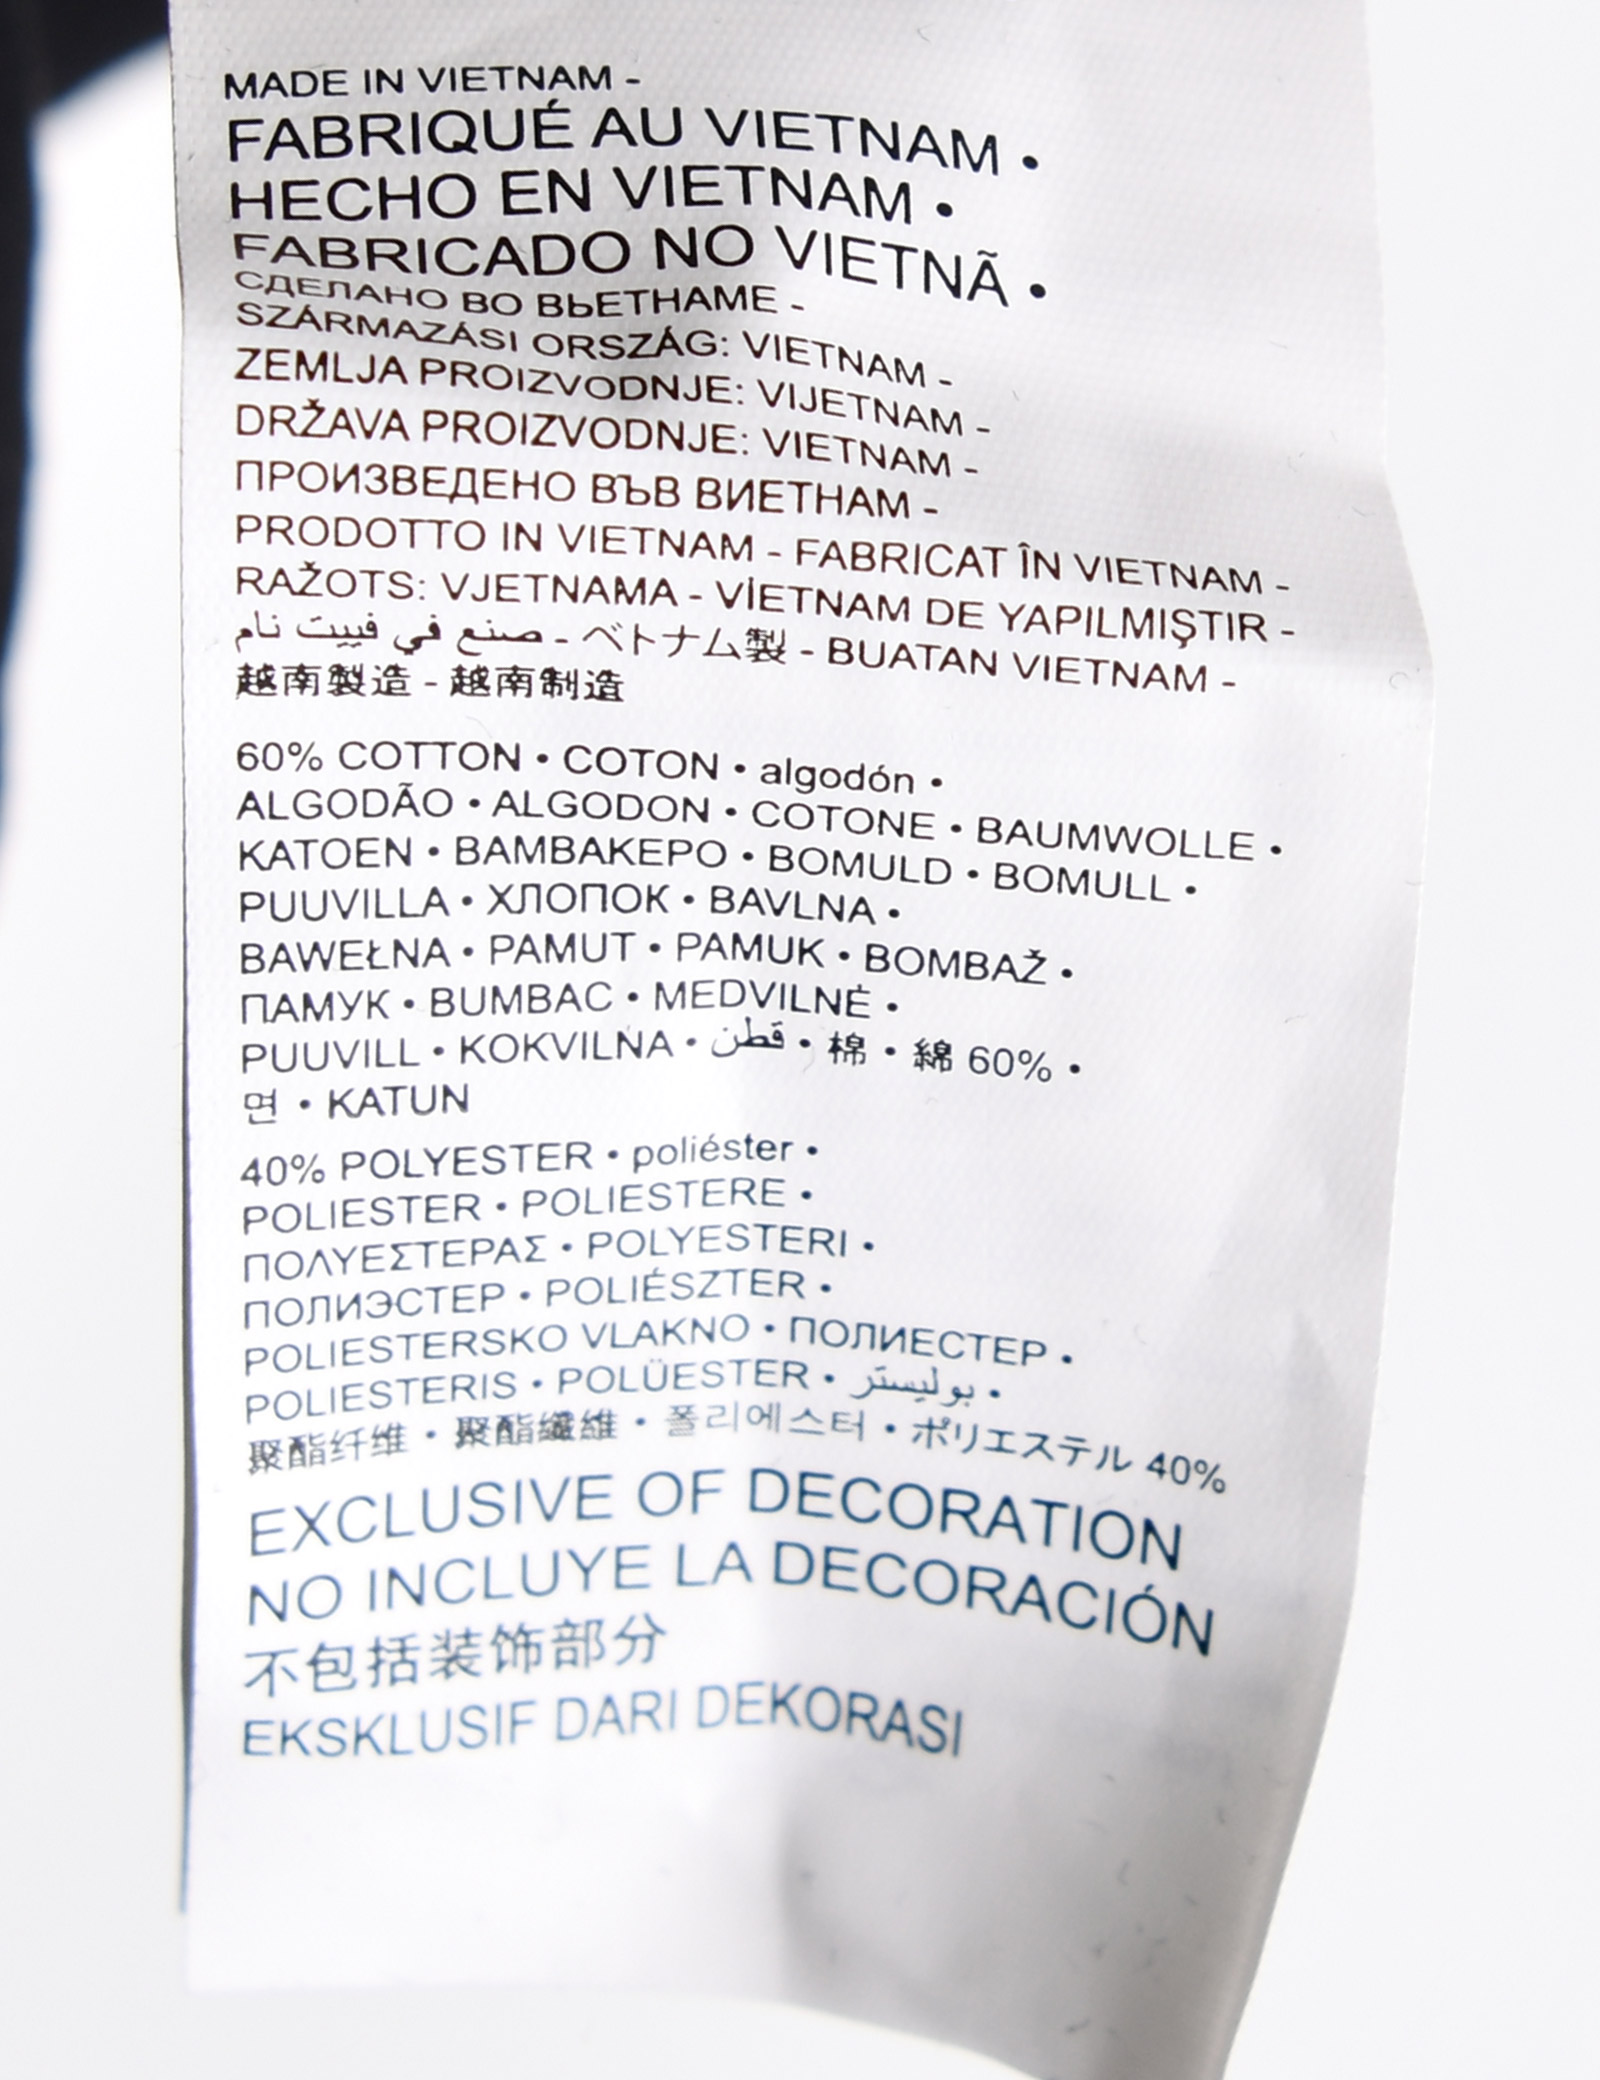 MADE IN VIETNAM -
FABRIQUÉ AU VIETNAM •
HECHO EN VIETNAM •
FABRICADO NO VIETNÃ •
СДЕЛАНО ВО ВЬЕТНАМЕ -
SZÁRMAZÁSI ORSZÁG: VIETNAM -
ZEMLJA PROIZVODNJE: VIJETNAM -
DRŽAVA PROIZVODNJE: VIETNAM -
ПРОИЗВЕДЕНО ВЪВ ВИЕТНАМ -
PRODOTTO IN VIETNAM - FABRICAT ÎN VIETNAM -
RAŽOTS: VJETNAMA - VİETNAM DE YAPILMIŞTIR -
صنع في فييت نام - ベトナム製 - BUATAN VIETNAM -
越南製造 - 越南制造
60% COTTON • COTON • algodón •
ALGODÃO • ALGODON • COTONE • BAUMWOLLE •
KATOEN • ΒΑΜΒΑΚΕΡΟ • BOMULD • BOMULL •
PUUVILLA • ХЛОПОК • BAVLNA •
BAWEŁNA • PAMUT • PAMUK • BOMBAŽ •
ПАМУК • BUMBAC • MEDVILNĖ •
PUUVILL • KOKVILNA • قطن • 棉 • 綿 60% •
면 • KATUN
40% POLYESTER • poliéster •
POLIESTER • POLIESTERE •
ΠΟΛΥΕΣΤΕΡΑΣ • POLYESTERI •
ПОЛИЭСТЕР • POLIÉSZTER •
POLIESTERSKO VLAKNO • ПОЛИЕСТЕР •
POLIESTERIS • POLÜESTER • بوليستر •
聚酯纤维 • 聚酯纖維 • 폴리에스터 • ポリエステル 40%
EXCLUSIVE OF DECORATION
NO INCLUYE LA DECORACIÓN
不包括装饰部分
EKSKLUSIF DARI DEKORASI